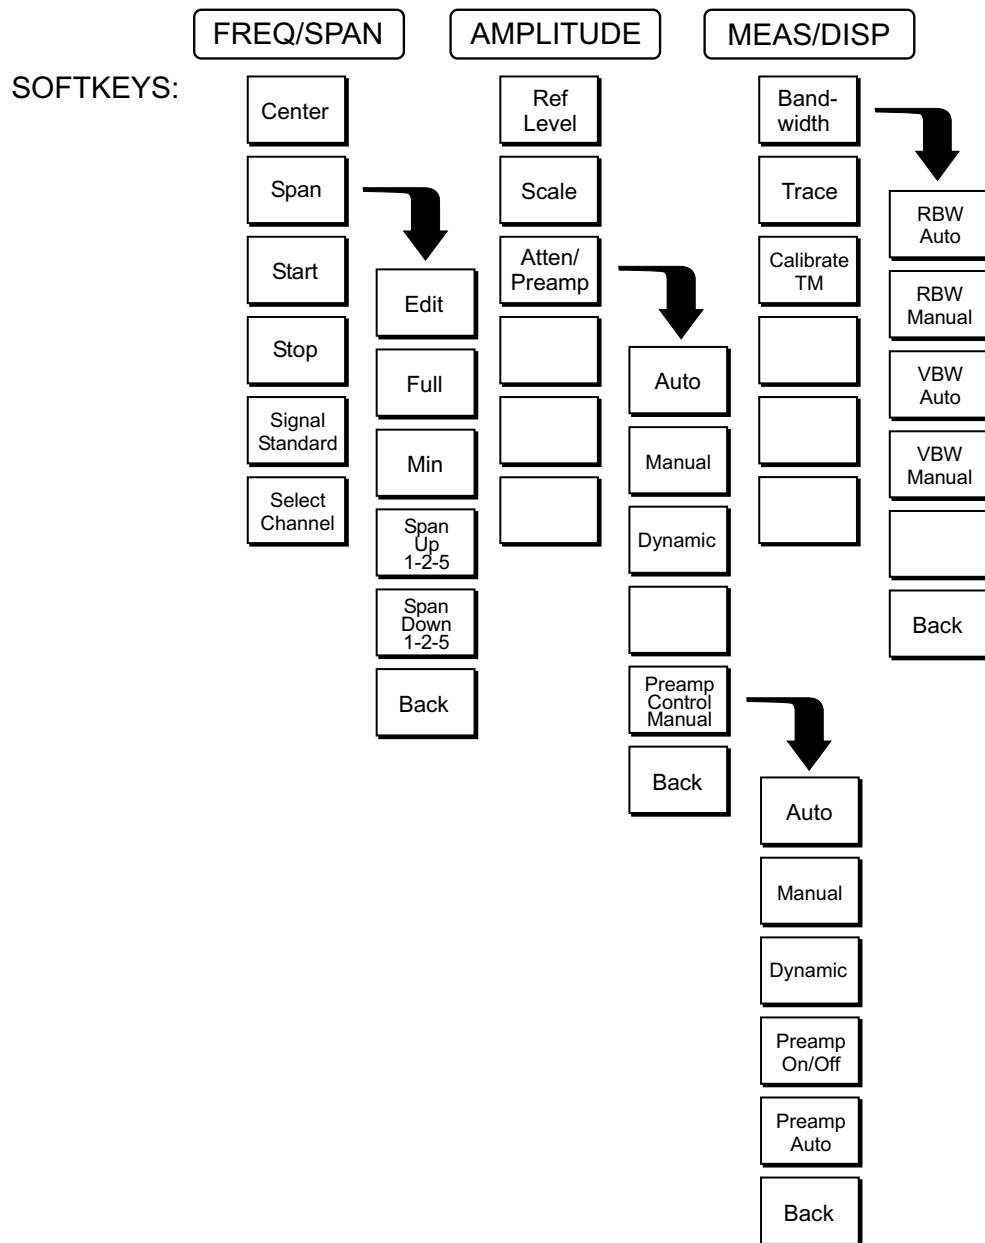 FREQ/SPAN
AMPLITUDE
MEAS/DISP
SOFTKEYS:
Center
Span
Start
Stop
Signal
Standard
Select
Channel
Edit
Full
Min
Span
Up
1-2-5
Span
Down
1-2-5
Back
Ref
Level
Scale
Atten/
Preamp
Auto
Manual
Dynamic
Preamp
Control
Manual
Back
Auto
Manual
Dynamic
Preamp
On/Off
Preamp
Auto
Back
Band-
width
Trace
Calibrate
TM
RBW
Auto
RBW
Manual
VBW
Auto
VBW
Manual
Back